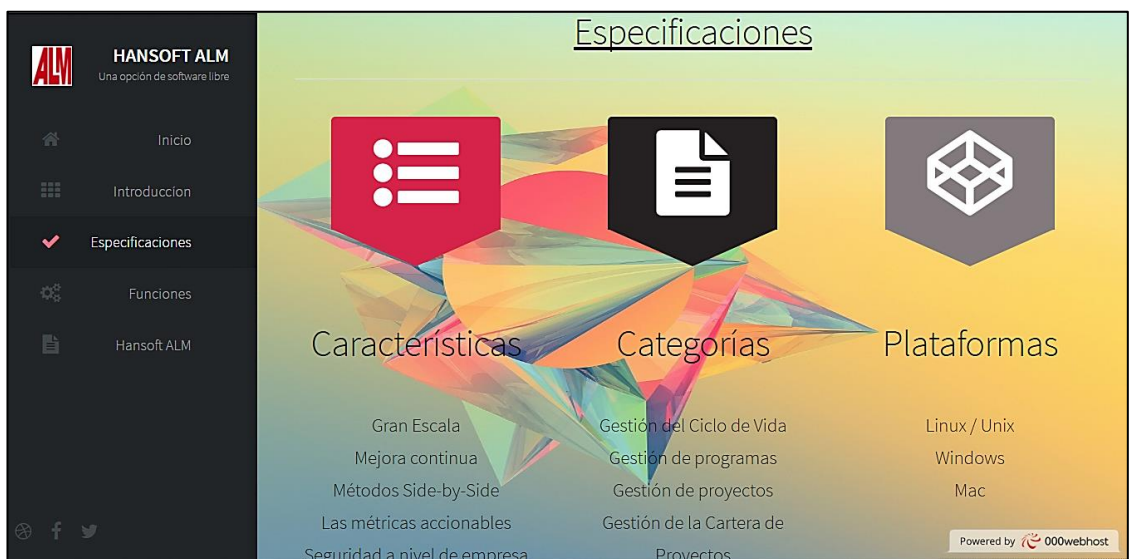 ALM
HANSOFT ALM
Una opción de software libre
Inicio
Introduccion
Especificaciones
Funciones
Hansoft ALM
Especificaciones
Características
Gran Escala
Mejora continua
Métodos Side-by-Side
Las métricas accionables
Seguridad a nivel de empresa
Categorías
Gestión del Ciclo de Vida
Gestión de programas
Gestión de proyectos
Gestión de la Cartera de
Proyectos
Plataformas
Linux / Unix
Windows
Mac
Powered by 000webhost